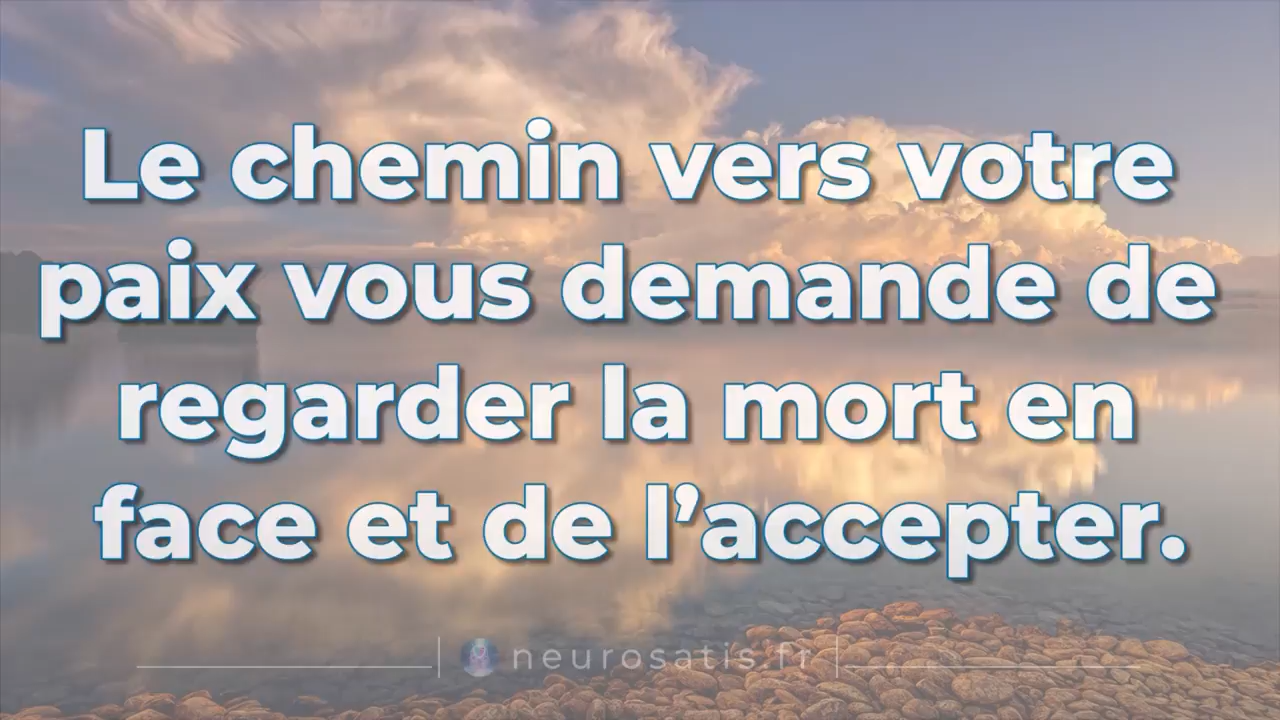 Le chemin vers votre
paix vous demande de
regarder la mort en
face et de l’accepter.
neurosatis.fr